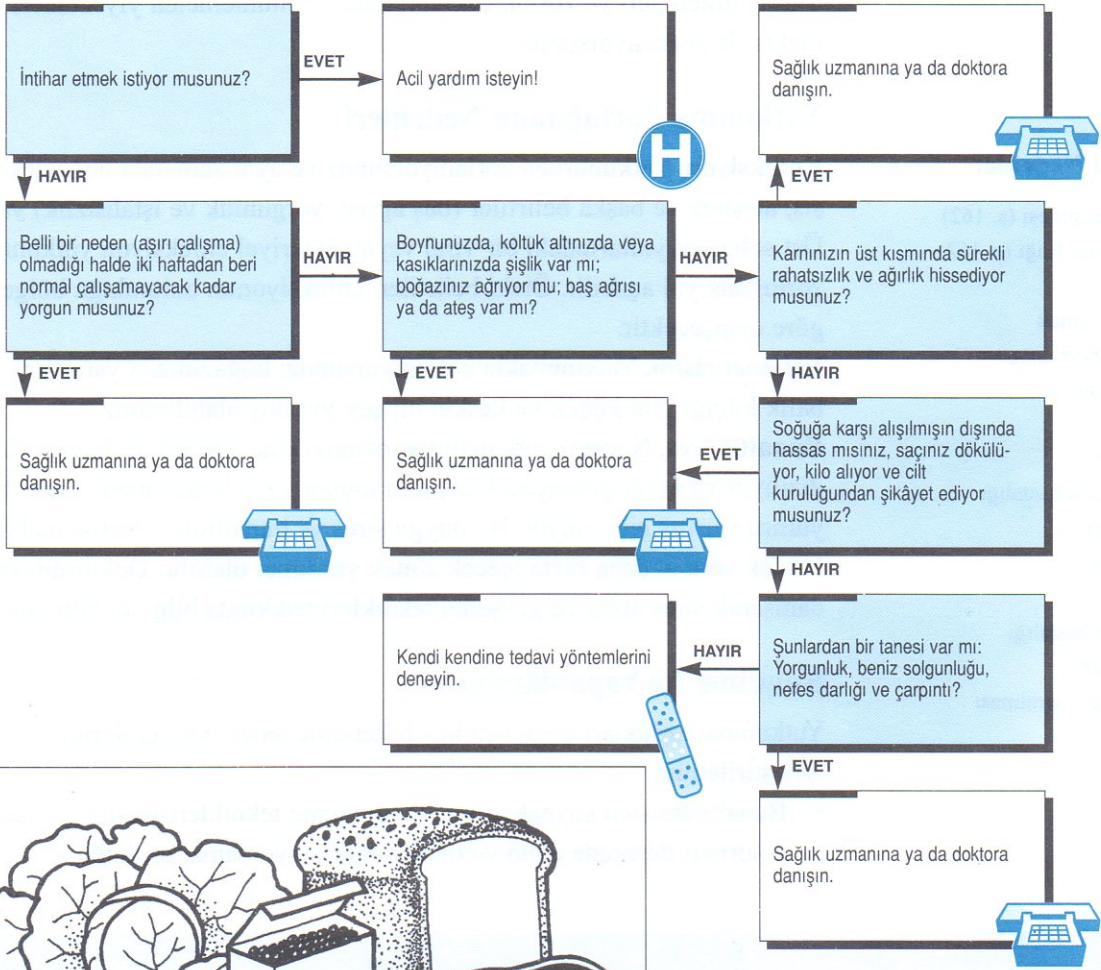 İntihar etmek istiyor musunuz?
EVET
Acil yardım isteyin!
H
Sağlık uzmanına ya da doktora
danışın.
HAYIR
EVET
Belli bir neden (aşırı çalışma)
olmadığı halde iki haftadan beri
normal çalışamayacak kadar
yorgun musunuz?
HAYIR
Boynunuzda, koltuk altınızda veya
kasıklarınızda şişlik var mı;
boğazınız ağrıyor mu; baş ağrısı
ya da ateş var mı?
HAYIR
Karnınızın üst kısmında sürekli
rahatsızlık ve ağırlık hissediyor
musunuz?
EVET
EVET
HAYIR
Sağlık uzmanına ya da doktora
danışın.
Sağlık uzmanına ya da doktora
danışın.
EVET
Soğuğa karşı alışılmışın dışında
hassas mısınız, saçınız dökülü-
yor, kilo alıyor ve cilt
kuruluğundan şikâyet ediyor
musunuz?
HAYIR
Kendi kendine tedavi yöntemlerini
deneyin.
HAYIR
Şunlardan bir tanesi var mı:
Yorgunluk, beniz solgunluğu,
nefes darlığı ve çarpıntı?
EVET
Sağlık uzmanına ya da doktora
danışın.